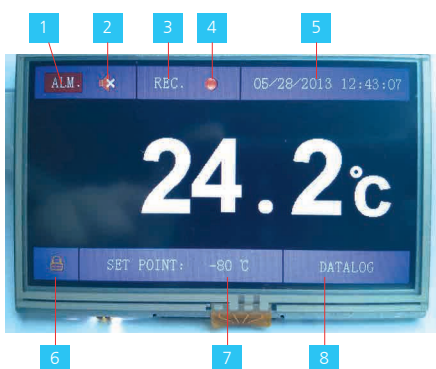 1 2 3 4 5
ALM. REC. 05/28/2013 12:43:07
24.2℃
SET POINT: -80 ℃ DATALOG
6 7 8